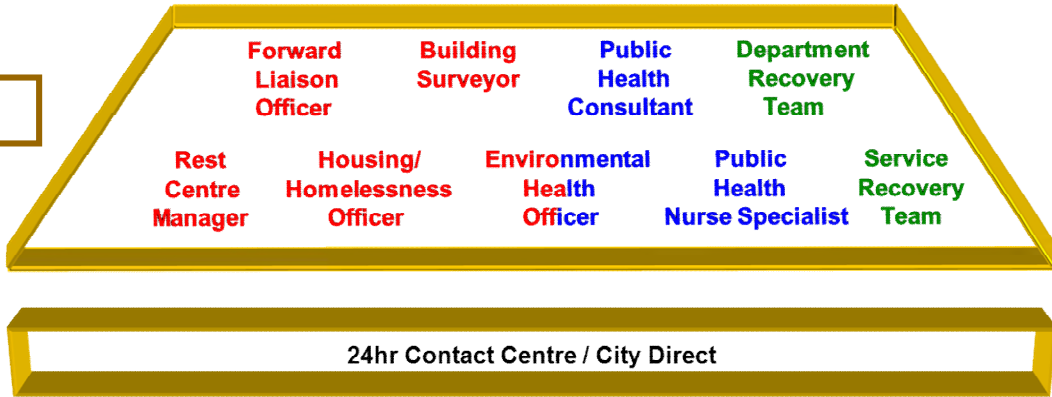 Forward Liaison Officer
Building Surveyor
Public Health Consultant
Department Recovery Team
Rest Centre Manager
Housing/ Homelessness Officer
Environmental Health Officer
Public Health Nurse Specialist
Service Recovery Team
24hr Contact Centre / City Direct